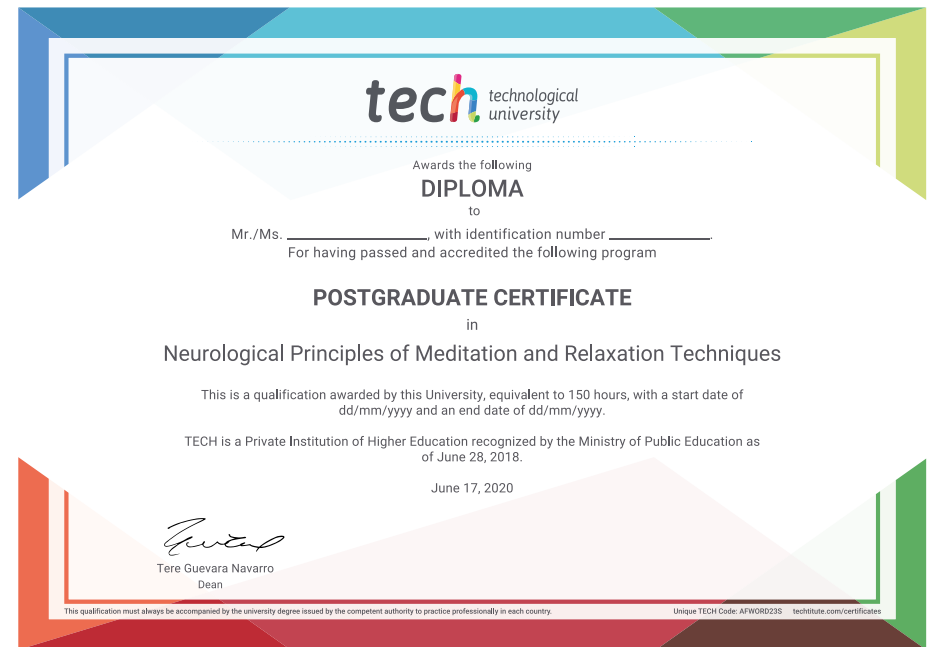 tech technological
university
Awards the following
DIPLOMA
to
Mr./Ms. ____________________, with identification number ______________.
For having passed and accredited the following program
POSTGRADUATE CERTIFICATE
in
Neurological Principles of Meditation and Relaxation Techniques
This is a qualification awarded by this University, equivalent to 150 hours, with a start date of
dd/mm/yyyy and an end date of dd/mm/yyyy.
TECH is a Private Institution of Higher Education recognized by the Ministry of Public Education as
of June 28, 2018.
June 17, 2020
Tere Guevara Navarro
Dean
This qualification must always be accompanied by the university degree issued by the competent authority to practice professionally in each country.
Unique TECH Code: AFWORD23S techtitute.com/certificates